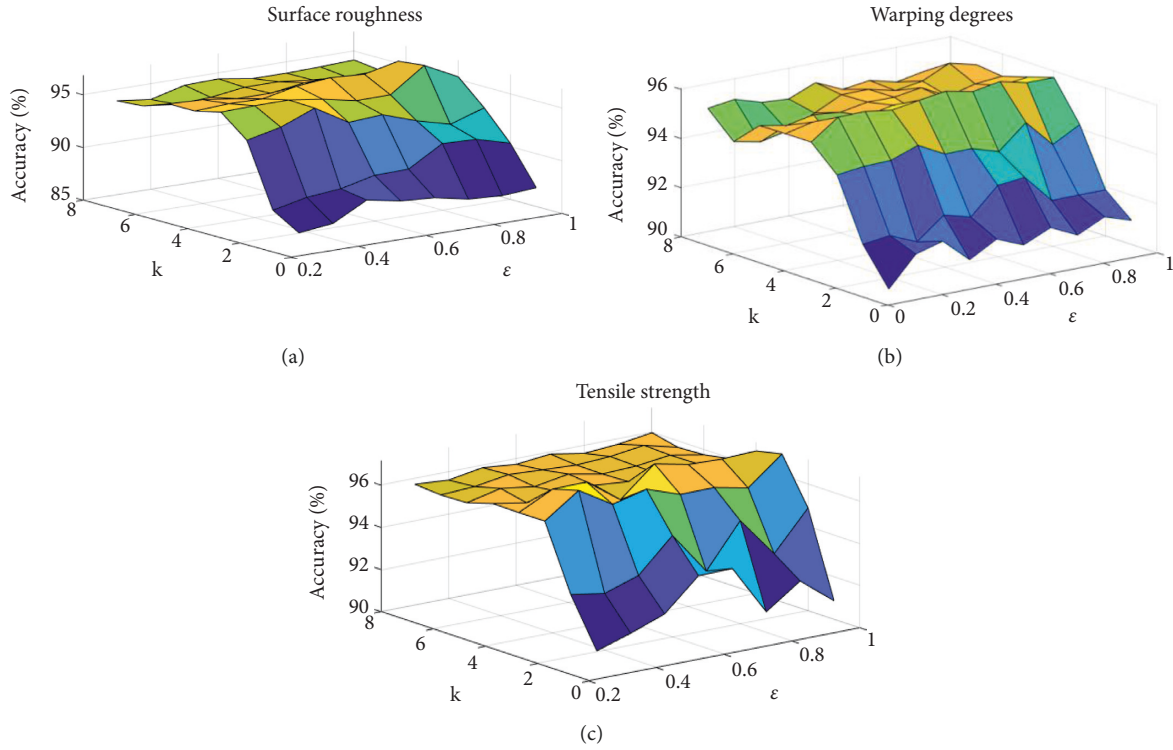 Surface roughness
Accuracy (%)
95
90
85
8
6
4
2
0
k
0.2
0.4
0.6
0.8
1
ε
(a)
Warping degrees
Accuracy (%)
96
94
92
90
8
6
4
2
0
k
0
0.2
0.4
0.6
0.8
1
ε
(b)
Tensile strength
Accuracy (%)
96
94
92
90
8
6
4
2
0
k
0.2
0.4
0.6
0.8
1
ε
(c)